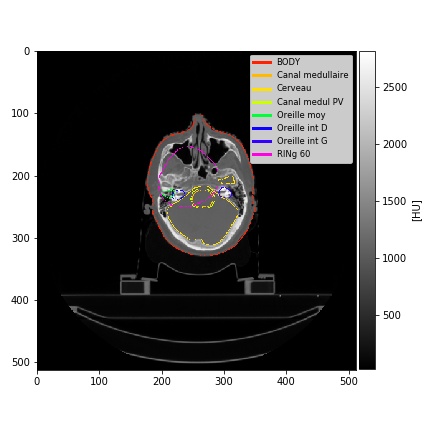 BODY
Canal medullaire
Cerveau
Canal medul PV
Oreille moy
Oreille int D
Oreille int G
RINg 60
0
100
200
300
400
500
0
100
200
300
400
500
2500
2000
1500
1000
500
[HU]